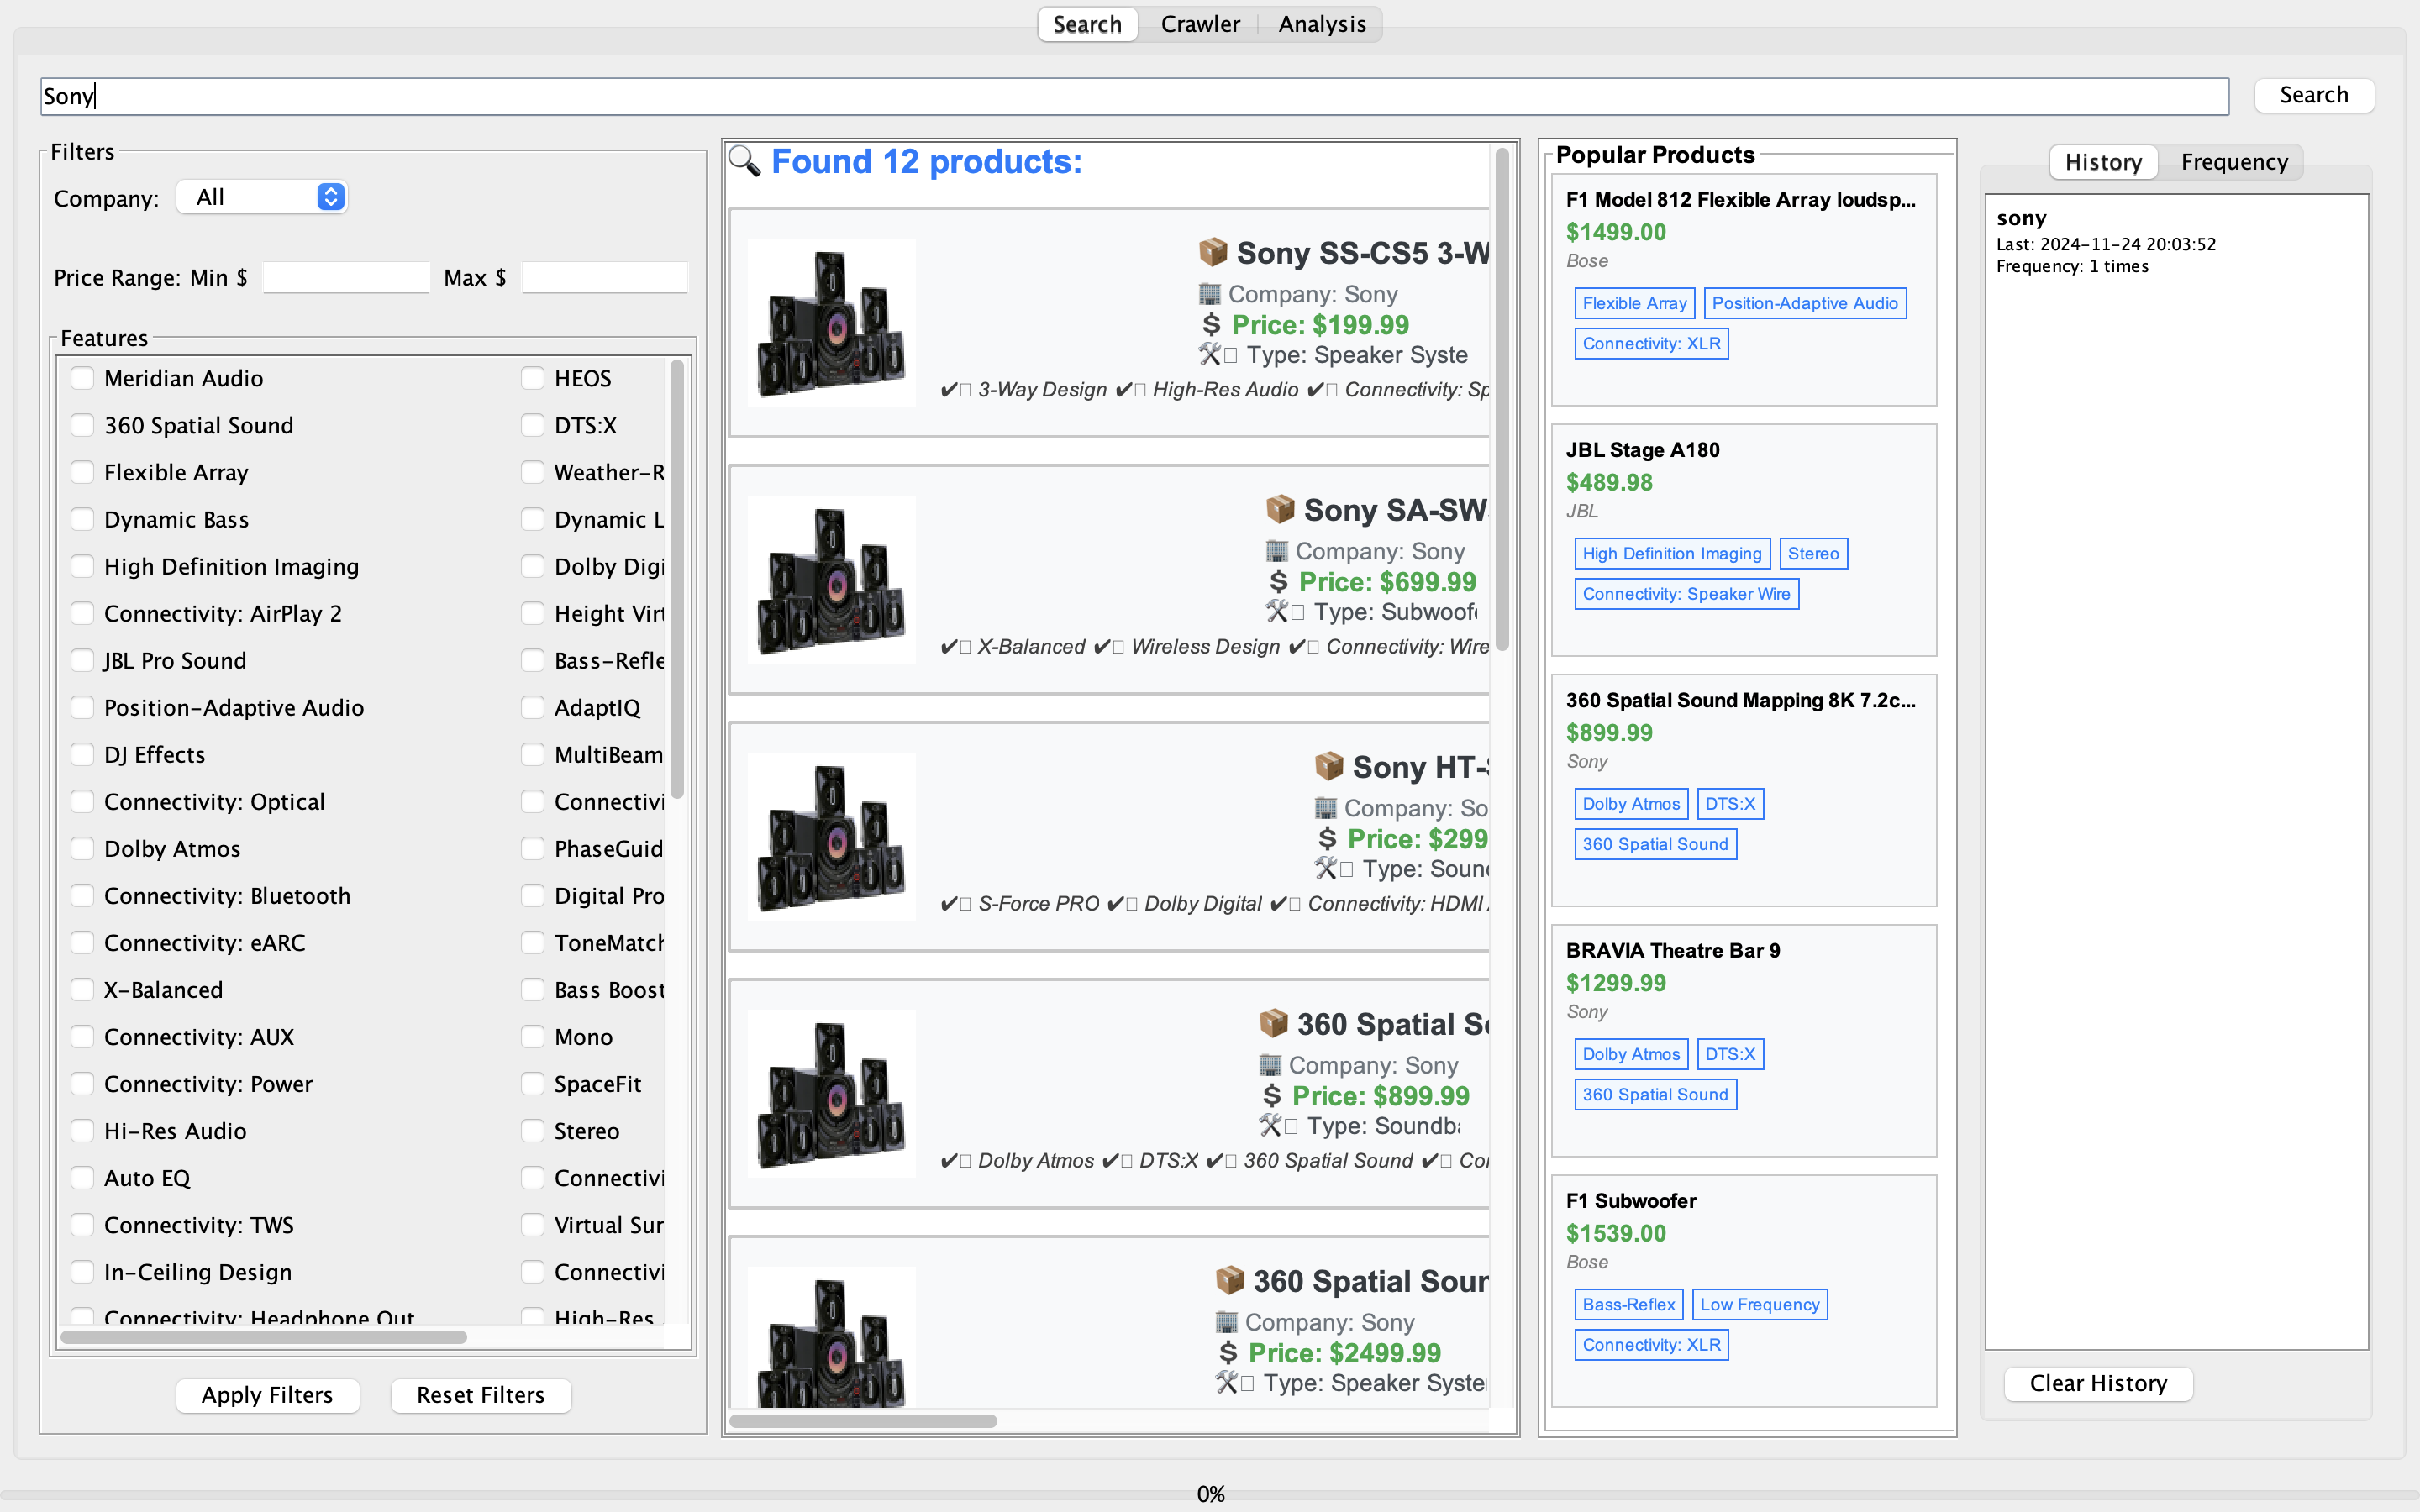 Search Crawler Analysis
Sony Search
Filters
Company: All
Price Range: Min $ Max $
Features
Meridian Audio HEOS
360 Spatial Sound DTS:X
Flexible Array Weather-R
Dynamic Bass Dynamic L
High Definition Imaging Dolby Digi
Connectivity: AirPlay 2 Height Virt
JBL Pro Sound Bass-Refle
Position-Adaptive Audio AdaptIQ
DJ Effects MultiBeam
Connectivity: Optical Connectivi
Dolby Atmos PhaseGuid
Connectivity: Bluetooth Digital Pro
Connectivity: eARC ToneMatch
X-Balanced Bass Boost
Connectivity: AUX Mono
Connectivity: Power SpaceFit
Hi-Res Audio Stereo
Auto EQ Connectivi
Connectivity: TWS Virtual Sur
In-Ceiling Design Connectivi
Connectivity: Headphone Out High-Res
Apply Filters Reset Filters
🔍 Found 12 products:
📦 Sony SS-CS5 3-W
🏢 Company: Sony
$ Price: $199.99
🛠 Type: Speaker Syste
✔ 3-Way Design ✔ High-Res Audio ✔ Connectivity: Sp
📦 Sony SA-SW
🏢 Company: Sony
$ Price: $699.99
🛠 Type: Subwoofe
✔ X-Balanced ✔ Wireless Design ✔ Connectivity: Wire
📦 Sony HT-S
🏢 Company: So
$ Price: $299
🛠 Type: Soun
✔ S-Force PRO ✔ Dolby Digital ✔ Connectivity: HDMI
📦 360 Spatial So
🏢 Company: Sony
$ Price: $899.99
🛠 Type: Soundba
✔ Dolby Atmos ✔ DTS:X ✔ 360 Spatial Sound ✔ Co
📦 360 Spatial Soun
🏢 Company: Sony
$ Price: $2499.99
🛠 Type: Speaker Syste
Popular Products
F1 Model 812 Flexible Array loudsp...
$1499.00
Bose
Flexible Array Position-Adaptive Audio
Connectivity: XLR
JBL Stage A180
$489.98
JBL
High Definition Imaging Stereo
Connectivity: Speaker Wire
360 Spatial Sound Mapping 8K 7.2c...
$899.99
Sony
Dolby Atmos DTS:X
360 Spatial Sound
BRAVIA Theatre Bar 9
$1299.99
Sony
Dolby Atmos DTS:X
360 Spatial Sound
F1 Subwoofer
$1539.00
Bose
Bass-Reflex Low Frequency
Connectivity: XLR
History Frequency
sony
Last: 2024-11-24 20:03:52
Frequency: 1 times
Clear History
0%